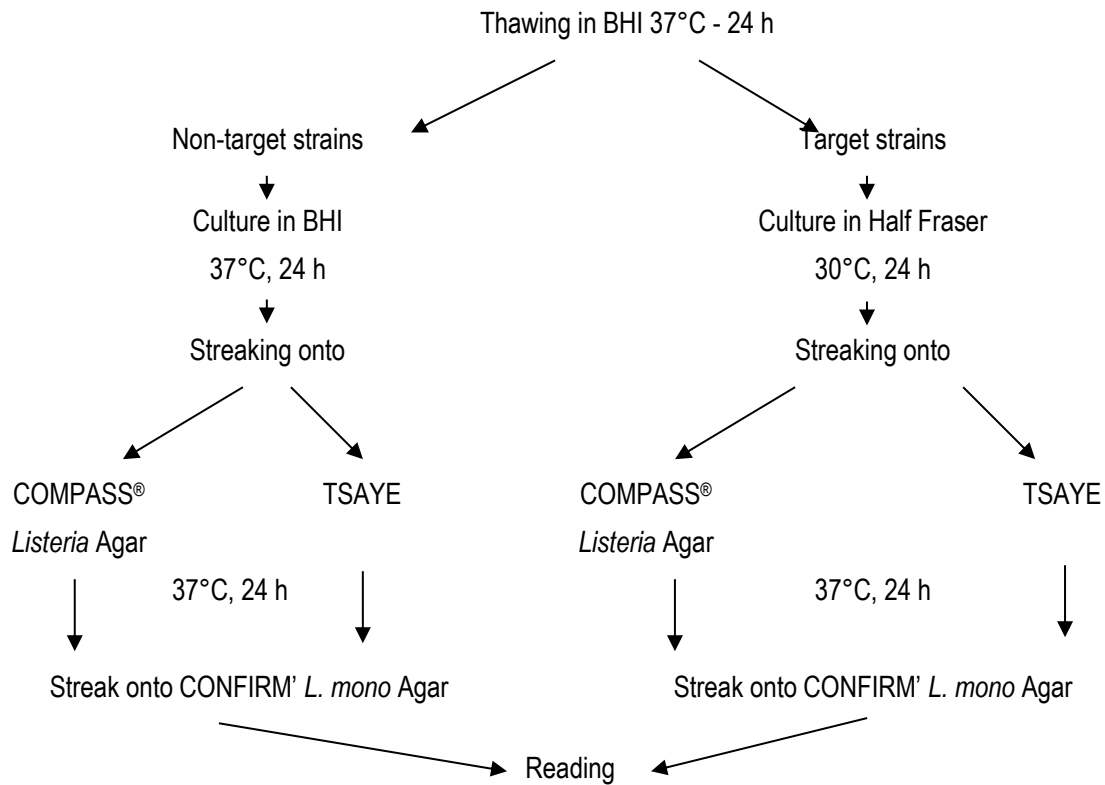 Thawing in BHI 37°C - 24 h
Non-target strains
Target strains
Culture in BHI
Culture in Half Fraser
37°C, 24 h
30°C, 24 h
Streaking onto
Streaking onto
COMPASS®
TSAYE
COMPASS®
TSAYE
Listeria Agar
Listeria Agar
37°C, 24 h
37°C, 24 h
Streak onto CONFIRM’ L. mono Agar
Streak onto CONFIRM’ L. mono Agar
Reading